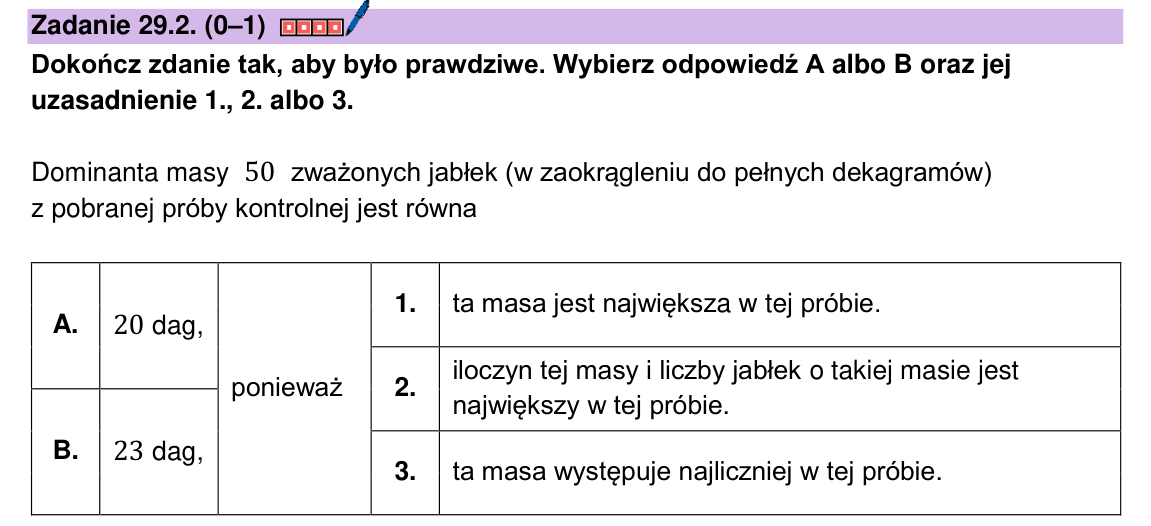 Zadanie 29.2. (0–1)
Dokończ zdanie tak, aby było prawdziwe. Wybierz odpowiedź A albo B oraz jej
uzasadnienie 1., 2. albo 3.
Dominanta masy 50 zważonych jabłek (w zaokrągleniu do pełnych dekagramów)
z pobranej próby kontrolnej jest równa
A. 20 dag,
B. 23 dag,
ponieważ
1. ta masa jest największa w tej próbie.
2. iloczyn tej masy i liczby jabłek o takiej masie jest
największy w tej próbie.
3. ta masa występuje najliczniej w tej próbie.